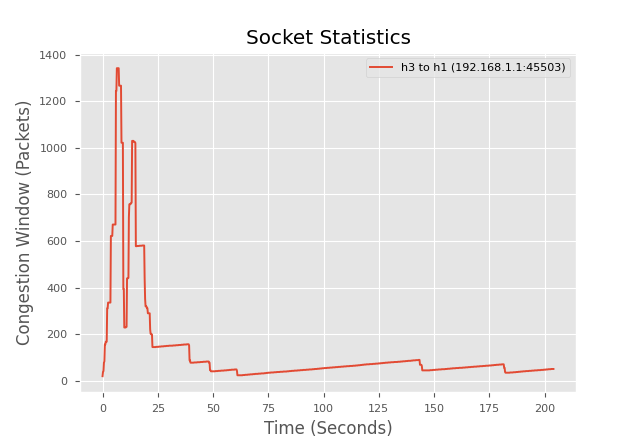 Socket Statistics
h3 to h1 (192.168.1.1:45503)
Congestion Window (Packets)
1400
1200
1000
800
600
400
200
0
0 25 50 75 100 125 150 175 200
Time (Seconds)